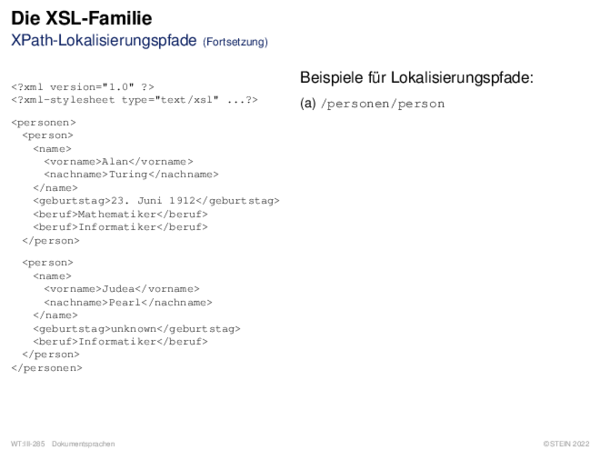 Die XSL-Familie
XPath-Lokalisierungspfade (Fortsetzung)
<?xml version="1.0" ?>
<?xml-stylesheet type="text/xsl" ...?>
<personen>
<person>
<name>
<vorname>Alan</vorname>
<nachname>Turing</nachname>
</name>
<geburtstag>23. Juni 1912</geburtstag>
<beruf>Mathematiker</beruf>
<beruf>Informatiker</beruf>
</person>
<person>
<name>
<vorname>Judea</vorname>
<nachname>Pearl</nachname>
</name>
<geburtstag>unknown</geburtstag>
<beruf>Informatiker</beruf>
</person>
</personen>
Beispiele für Lokalisierungspfade:
(a) /personen/person
WT:III-285 Dokumentsprachen
©STEIN 2022